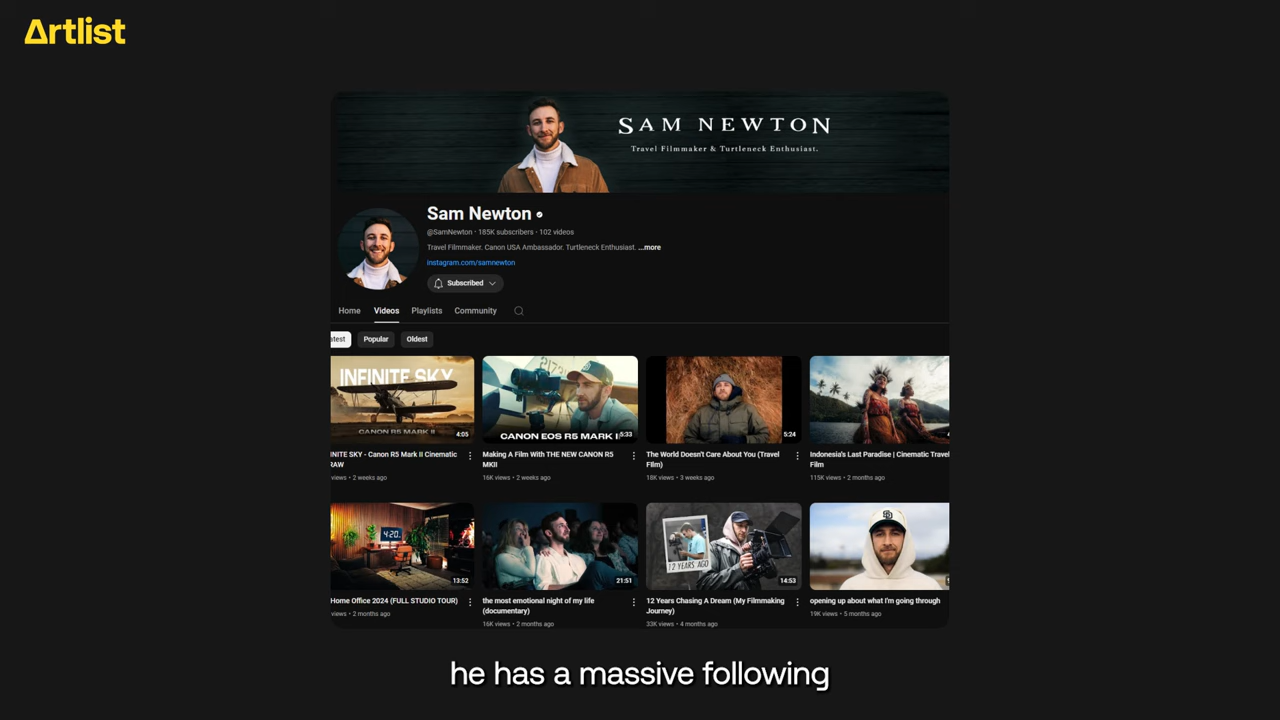 Artlist
SAM NEWTON
Travel Filmmaker & Turtleneck Enthusiast.
Sam Newton
@SamNewton · 185K subscribers · 102 videos
Travel Filmmaker. Canon USA Ambassador. Turtleneck Enthusiast. ...more
instagram.com/samnewton
Subscribed
Home Videos Playlists Community
atest Popular Oldest
INFINITE SKY
CANON R5 MARK II
4:05
CANON EOS R5 MARK II
5:33
5:24
NITE SKY - Canon R5 Mark II Cinematic
RAW
views • 2 weeks ago
Making A Film With THE NEW CANON R5
MKII
16K views • 2 weeks ago
The World Doesn't Care About You (Travel
Film)
18K views • 3 weeks ago
Indonesia's Last Paradise | Cinematic Travel
Film
115K views • 2 months ago
4:20
13:52
21:51
12 YEARS AGO
14:53
SD
Home Office 2024 (FULL STUDIO TOUR)
views • 2 months ago
the most emotional night of my life
(documentary)
16K views • 2 months ago
12 Years Chasing A Dream (My Filmmaking
Journey)
33K views • 4 months ago
opening up about what I'm going through
19K views • 5 months ago
he has a massive following